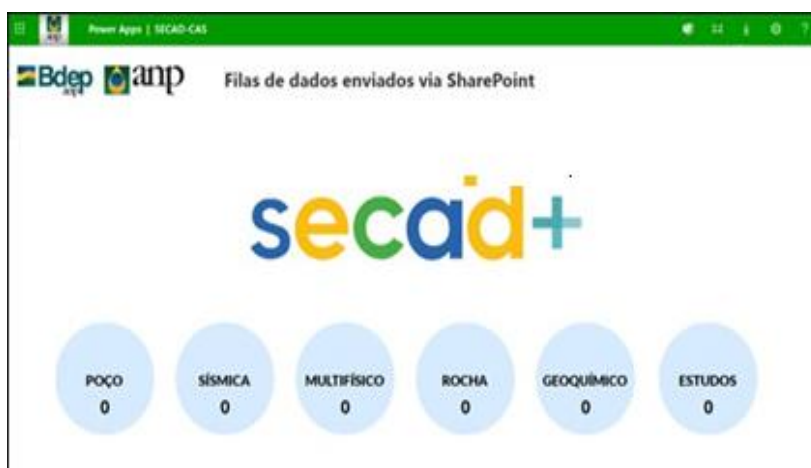 Power Apps | SECAD-CAS
Bdep anp Filas de dados enviados via SharePoint
anp
secad+
POÇO SÍSMICA MULTIFÍSICO ROCHA GEOQUÍMICO ESTUDOS
0 0 0 0 0 0